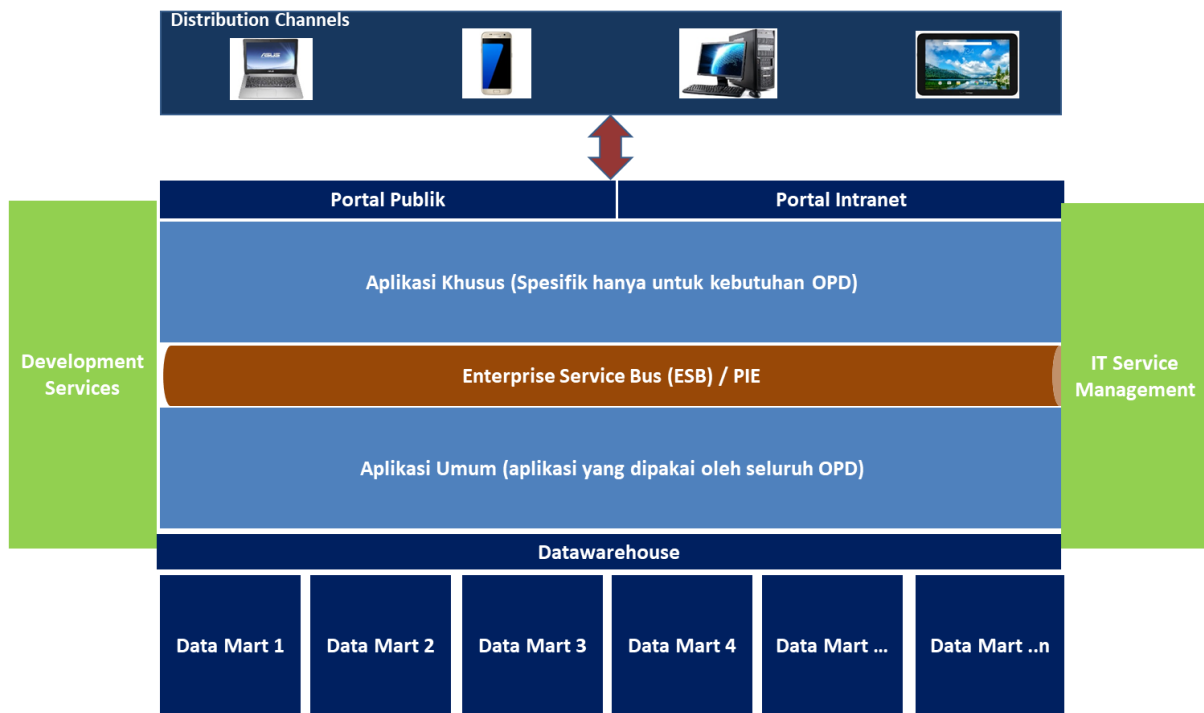 Distribution Channels
ASUS
Portal Publik
Portal Intranet
Aplikasi Khusus (Spesifik hanya untuk kebutuhan OPD)
Development
Services
Enterprise Service Bus (ESB) / PIE
IT Service
Management
Aplikasi Umum (aplikasi yang dipakai oleh seluruh OPD)
Datawarehouse
Data Mart 1
Data Mart 2
Data Mart 3
Data Mart 4
Data Mart ...
Data Mart ..n